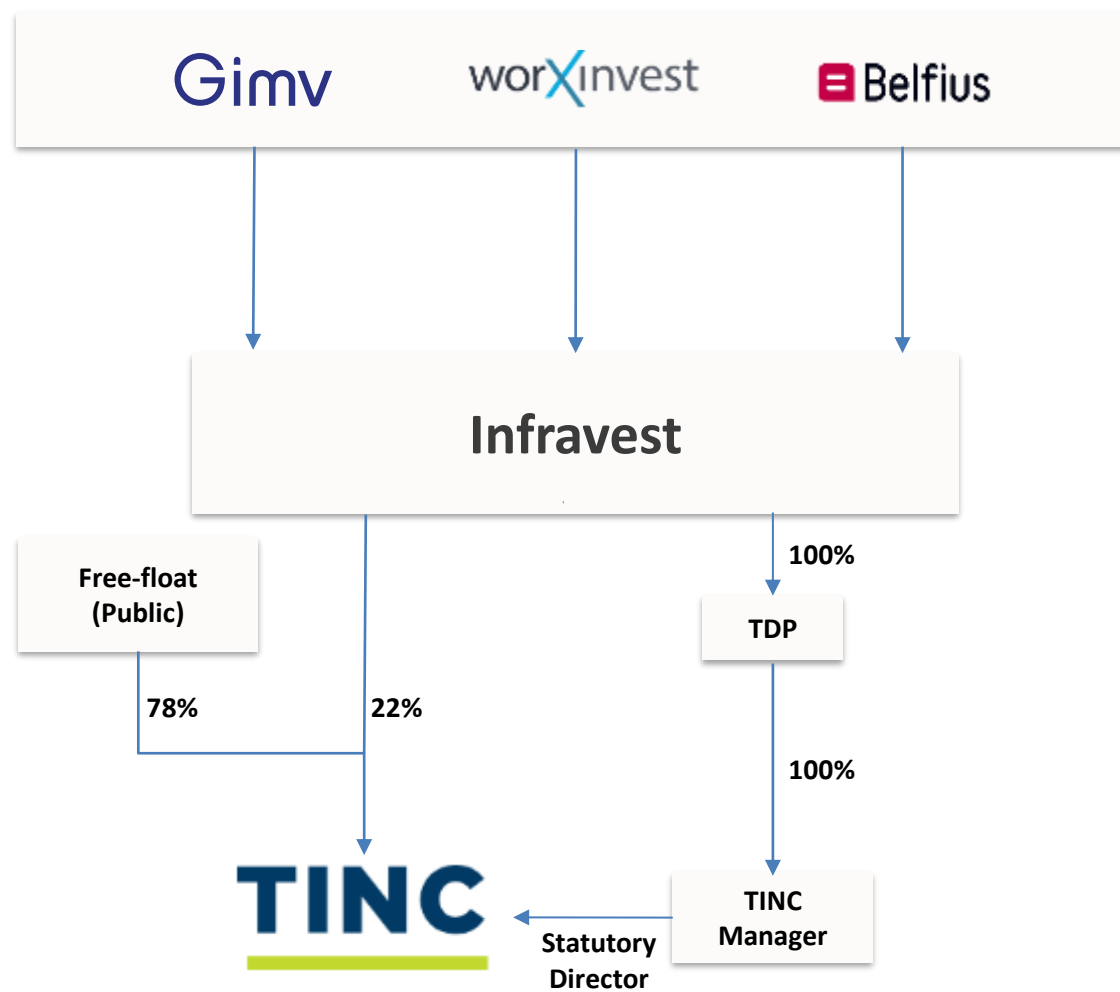 Gimv
worXinvest
Belfius
Infravest
Free-float
(Public)
100%
TDP
78%
22%
100%
TINC
TINC
Manager
Statutory
Director